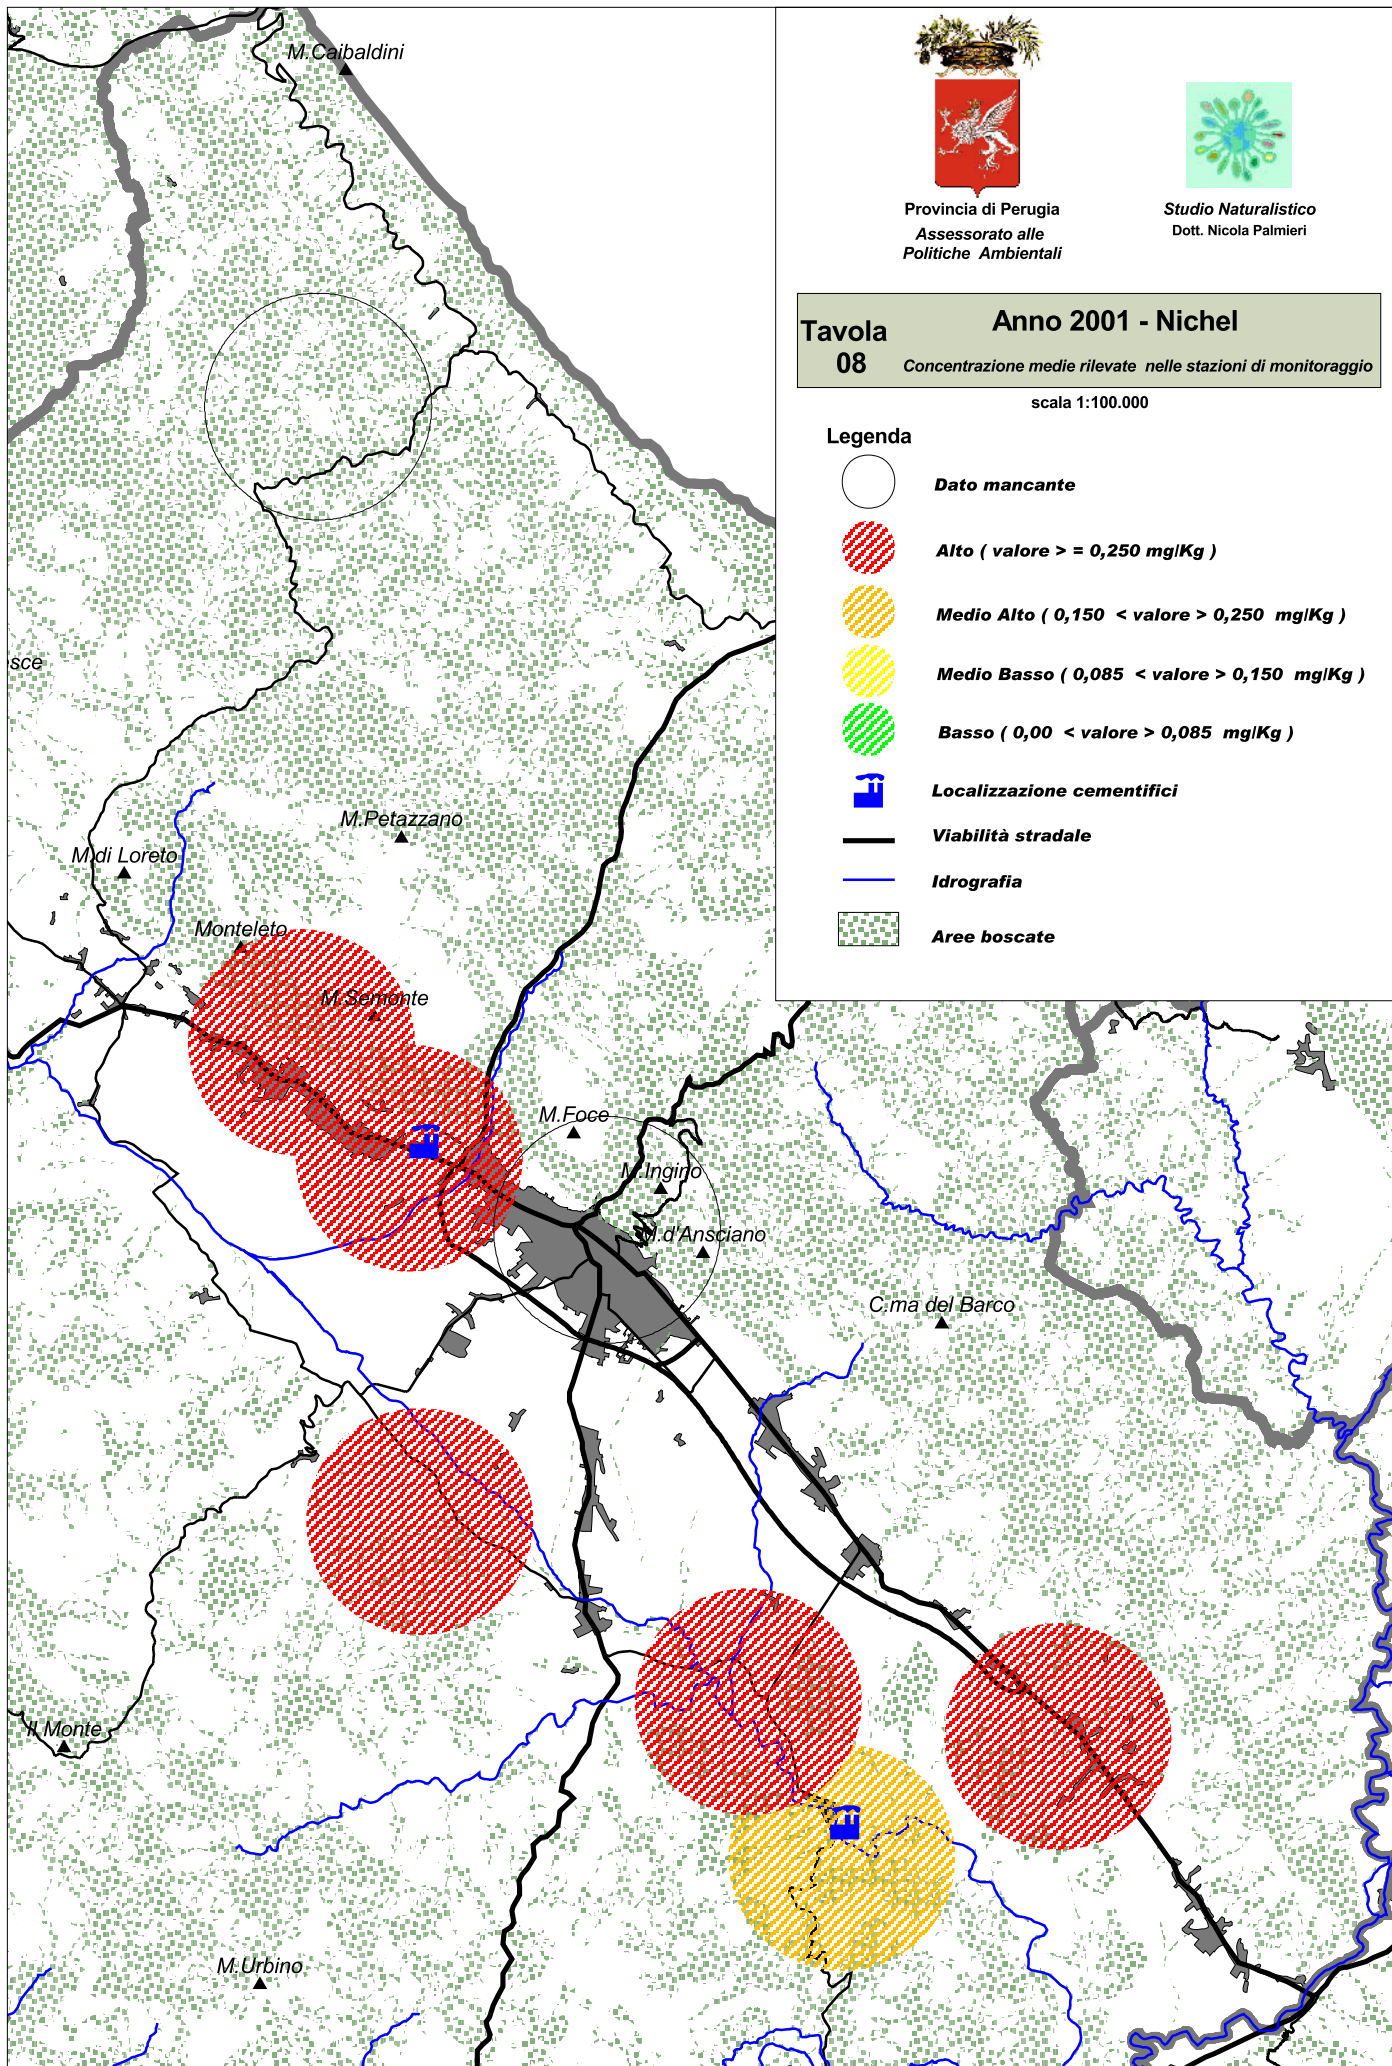 M.Caibaldini
Provincia di Perugia
Assessorato alle
Politiche Ambientali
Studio Naturalistico
Dott. Nicola Palmieri
Tavola
08
Anno 2001 - Nichel
Concentrazione medie rilevate nelle stazioni di monitoraggio
scala 1:100.000
Legenda
Dato mancante
Alto ( valore > = 0,250 mg/Kg )
Medio Alto ( 0,150 < valore > 0,250 mg/Kg )
Medio Basso ( 0,085 < valore > 0,150 mg/Kg )
Basso ( 0,00 < valore > 0,085 mg/Kg )
Localizzazione cementifici
Viabilità stradale
Idrografia
Aree boscate
sce
M.Petazzano
M.di Loreto
Monteleto
M.Semonte
M.Foce
M.Ingino
M.d'Ansciano
C.ma del Barco
Il Monte
M.Urbino